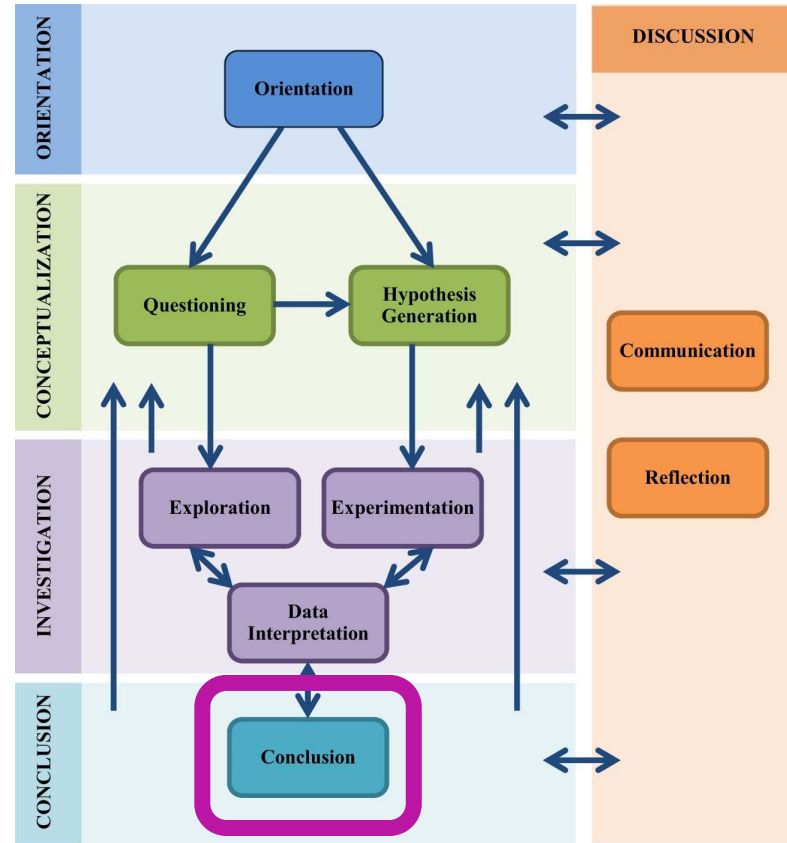 ORIENTATION
Orientation
CONCEPTUALIZATION
Questioning
Hypothesis
Generation
INVESTIGATION
Exploration
Experimentation
Data
Interpretation
CONCLUSION
Conclusion
DISCUSSION
Communication
Reflection